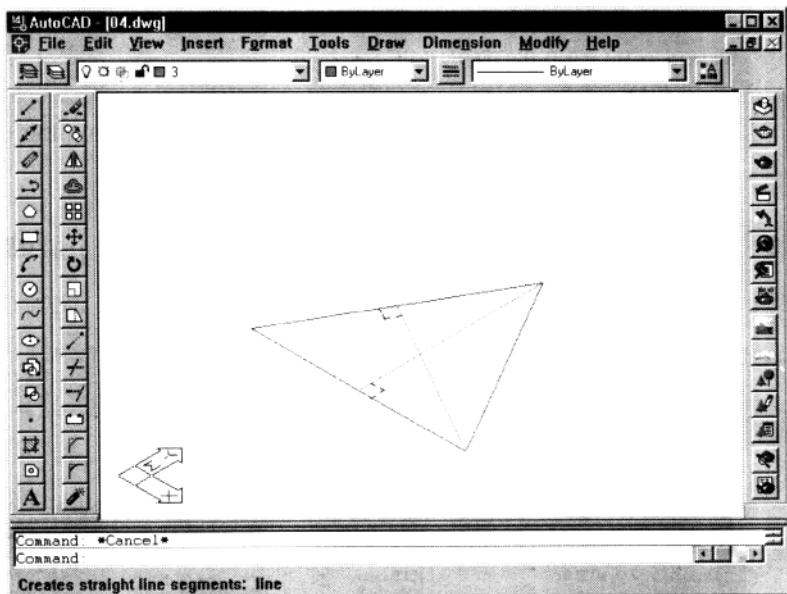 AutoCAD - [04.dwg]
File Edit View Insert Format Tools Draw Dimension Modify Help
3 ByLayer ByLayer
A
Command: *Cancel*
Command:
Creates straight line segments: line